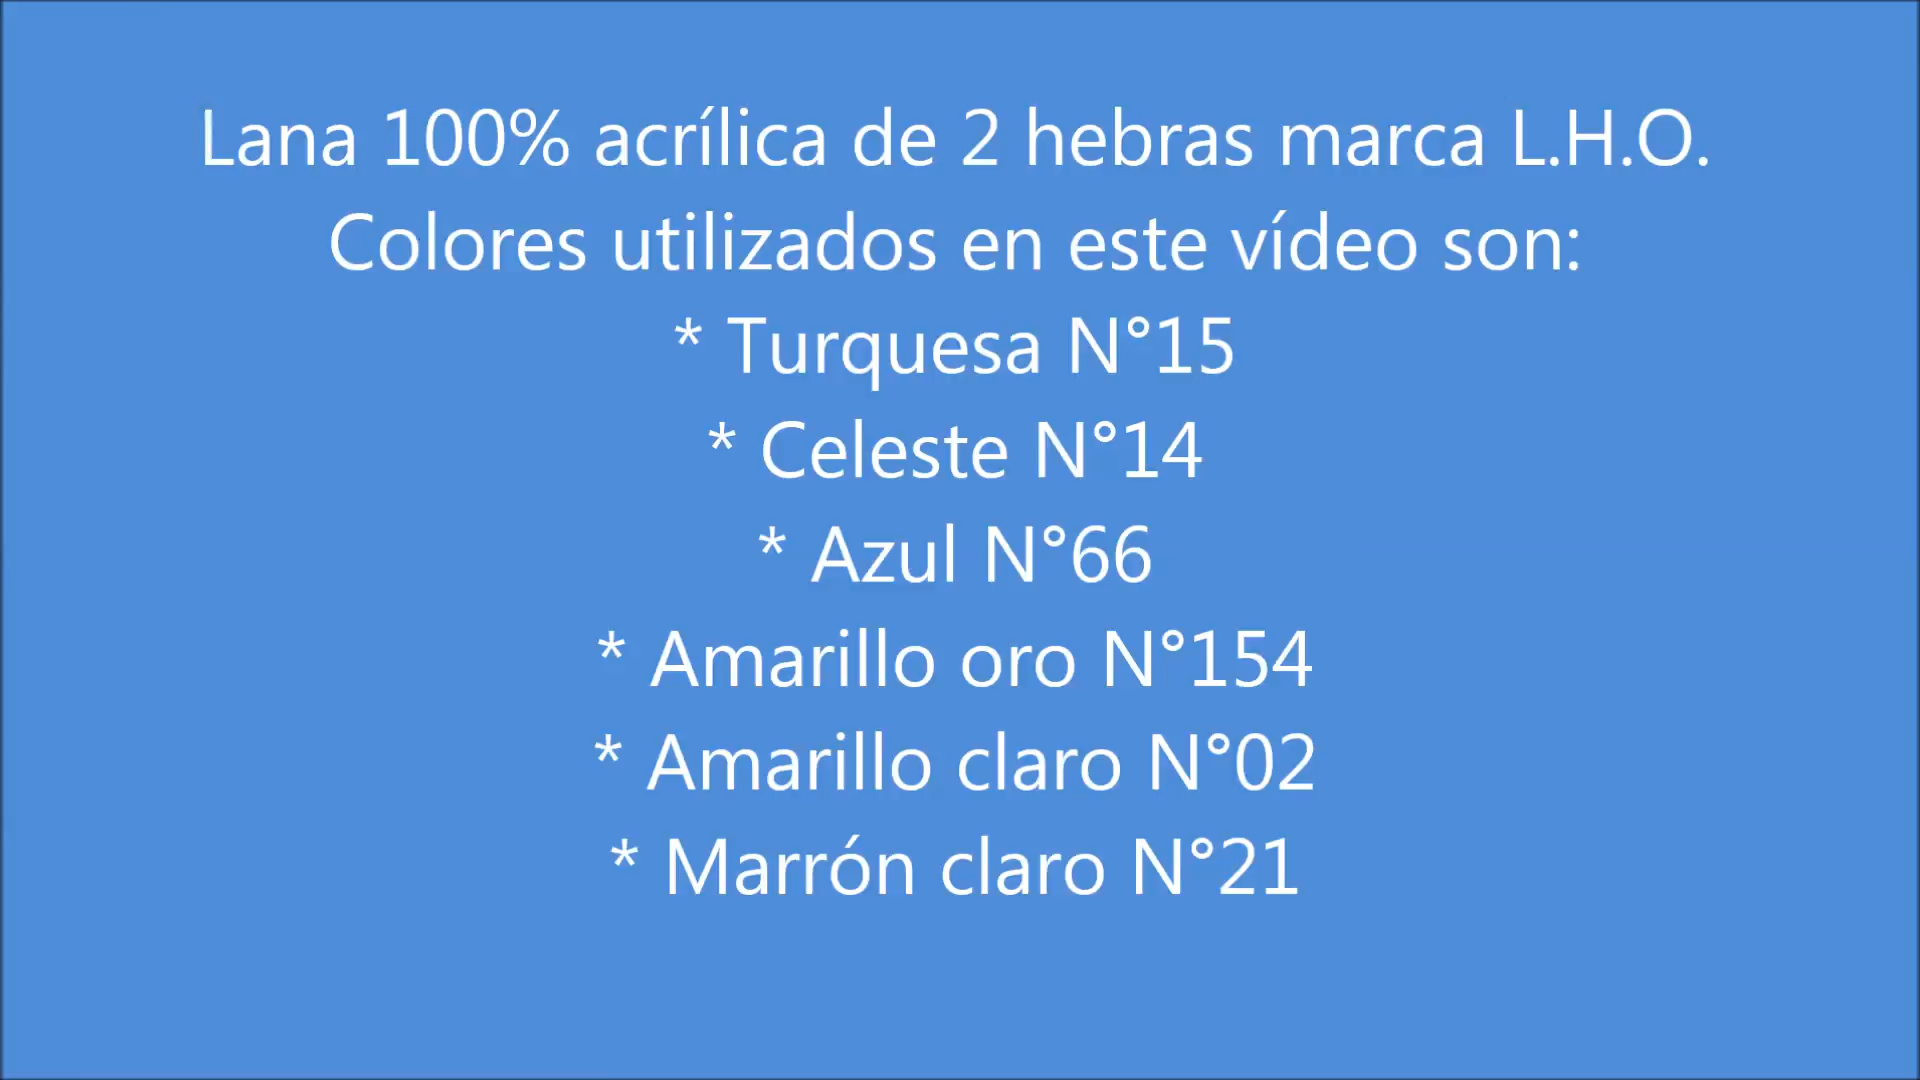 Lana 100% acrílica de 2 hebras marca L.H.O.
Colores utilizados en este vídeo son:
* Turquesa N°15
* Celeste N°14
* Azul N°66
* Amarillo oro N°154
* Amarillo claro N°02
* Marrón claro N°21